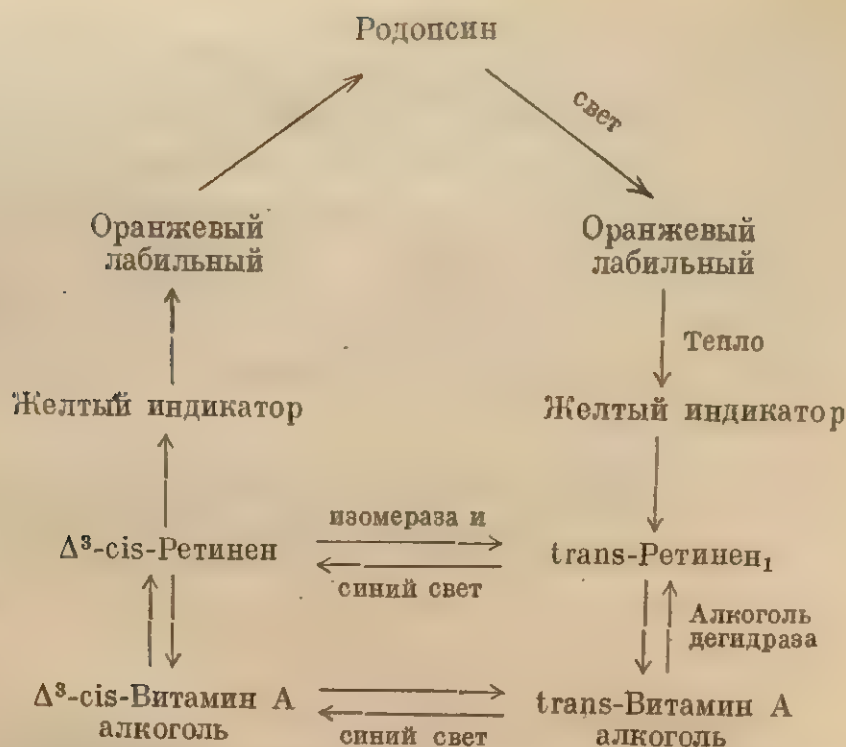 Родопсин
свет
Оранжевый
лабильный
Оранжевый
лабильный
Тепло
Желтый индикатор
Желтый индикатор
изомераза и
Δ³-cis-Ретинен
trans-Ретинен₁
синий свет
Алкоголь
дегидраза
Δ³-cis-Витамин А
алкоголь
trans-Витамин А
алкоголь
синий свет